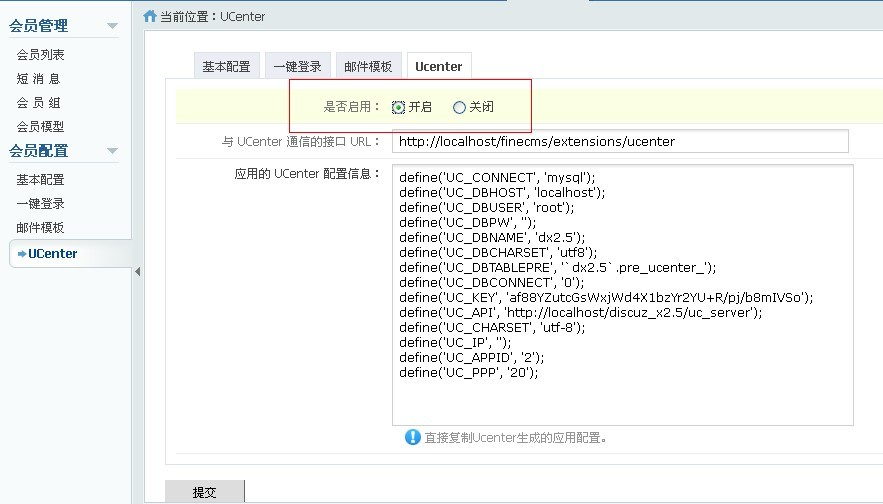 会员管理
会员列表
短 消 息
会 员 组
会员模型
会员配置
基本配置
一键登录
邮件模板
UCenter
当前位置：UCenter
基本配置 一键登录 邮件模板 Ucenter
是否启用： 开启 关闭
与 UCenter 通信的接口 URL： http://localhost/finecms/extensions/ucenter
应用的 UCenter 配置信息：
define('UC_CONNECT', 'mysql');
define('UC_DBHOST', 'localhost');
define('UC_DBUSER', 'root');
define('UC_DBPW', '');
define('UC_DBNAME', 'dx2.5');
define('UC_DBCHARSET', 'utf8');
define('UC_DBTABLEPRE', '`dx2.5`.pre_ucenter_');
define('UC_DBCONNECT', '0');
define('UC_KEY', 'af88YZutcGsWxjWd4X1bzYr2YU+R/pj/b8mIVSo');
define('UC_API', 'http://localhost/discuz_x2.5/uc_server');
define('UC_CHARSET', 'utf-8');
define('UC_IP', '');
define('UC_APPID', '2');
define('UC_PPP', '20');
直接复制Ucenter生成的应用配置。
提交